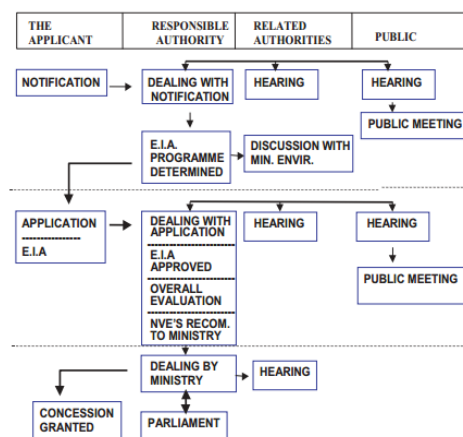 THE APPLICANT
RESPONSIBLE AUTHORITY
RELATED AUTHORITIES
PUBLIC
NOTIFICATION
DEALING WITH
NOTIFICATION
HEARING
HEARING
PUBLIC MEETING
E.I.A.
PROGRAMME
DETERMINED
DISCUSSION WITH
MIN. ENVIR.
APPLICATION
----------------
E.I.A
DEALING WITH
APPLICATION
E.I.A
APPROVED
OVERALL
EVALUATION
NVE'S RECOM.
TO MINISTRY
HEARING
HEARING
PUBLIC MEETING
DEALING BY
MINISTRY
HEARING
CONCESSION
GRANTED
PARLIAMENT